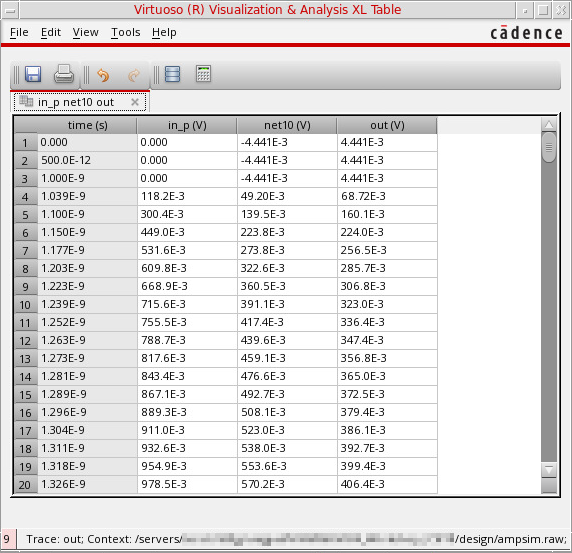 Virtuoso (R) Visualization & Analysis XL Table
File Edit View Tools Help cādence
in_p net10 out
time (s) in_p (V) net10 (V) out (V)
1 0.000 0.000 -4.441E-3 4.441E-3
2 500.0E-12 0.000 -4.441E-3 4.441E-3
3 1.000E-9 0.000 -4.441E-3 4.441E-3
4 1.039E-9 118.2E-3 49.20E-3 68.72E-3
5 1.100E-9 300.4E-3 139.5E-3 160.1E-3
6 1.150E-9 449.0E-3 223.8E-3 224.0E-3
7 1.177E-9 531.6E-3 273.8E-3 256.5E-3
8 1.203E-9 609.8E-3 322.6E-3 285.7E-3
9 1.223E-9 668.9E-3 360.5E-3 306.8E-3
10 1.239E-9 715.6E-3 391.1E-3 323.0E-3
11 1.252E-9 755.5E-3 417.4E-3 336.4E-3
12 1.263E-9 788.7E-3 439.6E-3 347.4E-3
13 1.273E-9 817.6E-3 459.1E-3 356.8E-3
14 1.281E-9 843.4E-3 476.6E-3 365.0E-3
15 1.289E-9 867.1E-3 492.7E-3 372.5E-3
16 1.296E-9 889.3E-3 508.1E-3 379.4E-3
17 1.304E-9 911.0E-3 523.0E-3 386.1E-3
18 1.311E-9 932.6E-3 538.0E-3 392.7E-3
19 1.318E-9 954.9E-3 553.6E-3 399.4E-3
20 1.326E-9 978.5E-3 570.2E-3 406.4E-3
9 Trace: out; Context: /servers/ /design/ampsim.raw;